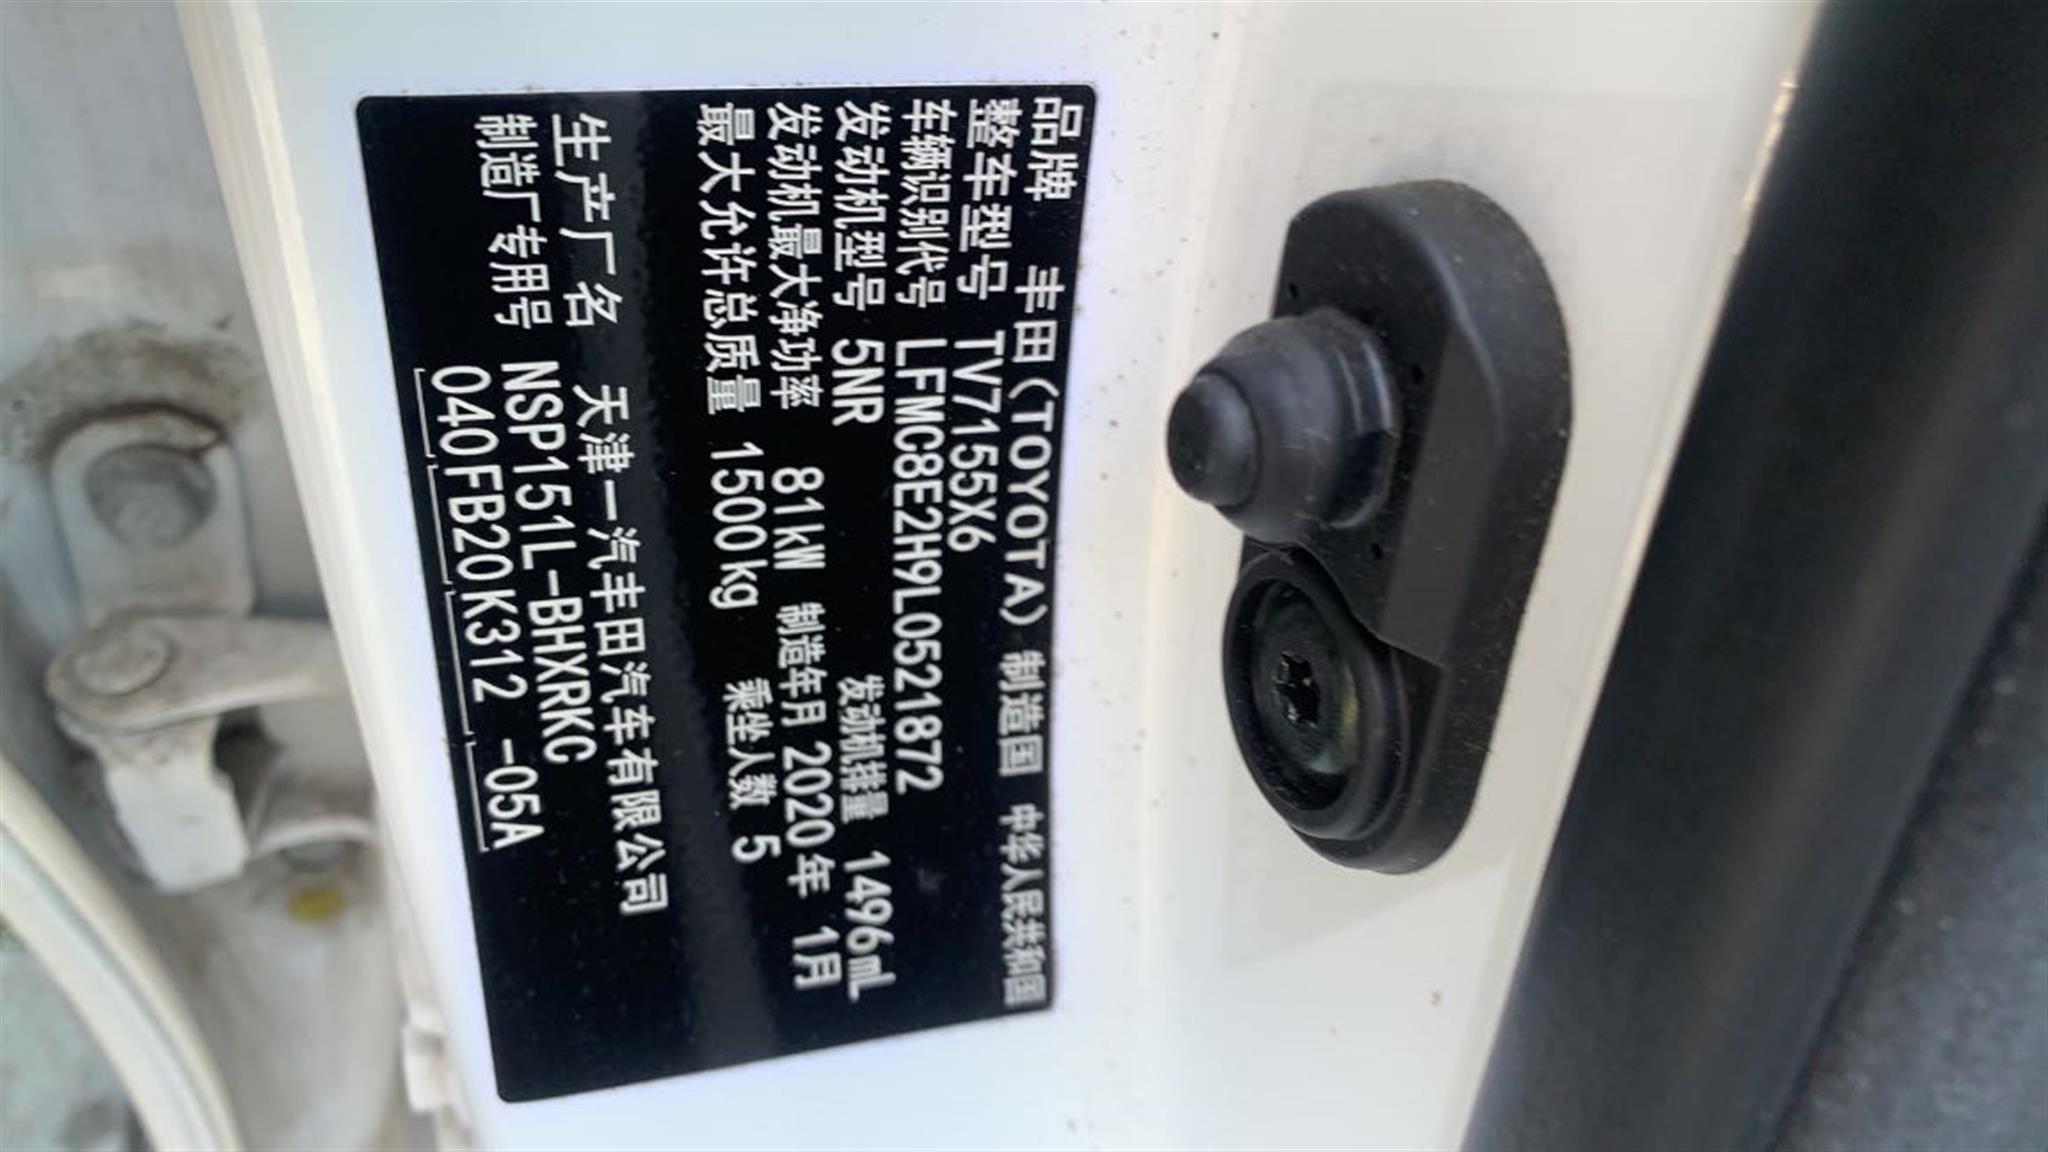 品牌 丰田(TOYOTA) 制造国 中华人民共和国
整车型号 TV7155X6
车辆识别代号 LFMC8E2H9L0521872
发动机型号 5NR 发动机排量 1496mL
发动机最大净功率 81kW 制造年月 2020年 1月
最大允许总质量 1500kg 乘坐人数 5
生产厂名 天津一汽丰田汽车有限公司
制造厂专用号 NSP151L-BHXRKC
040FB20K312 -05A